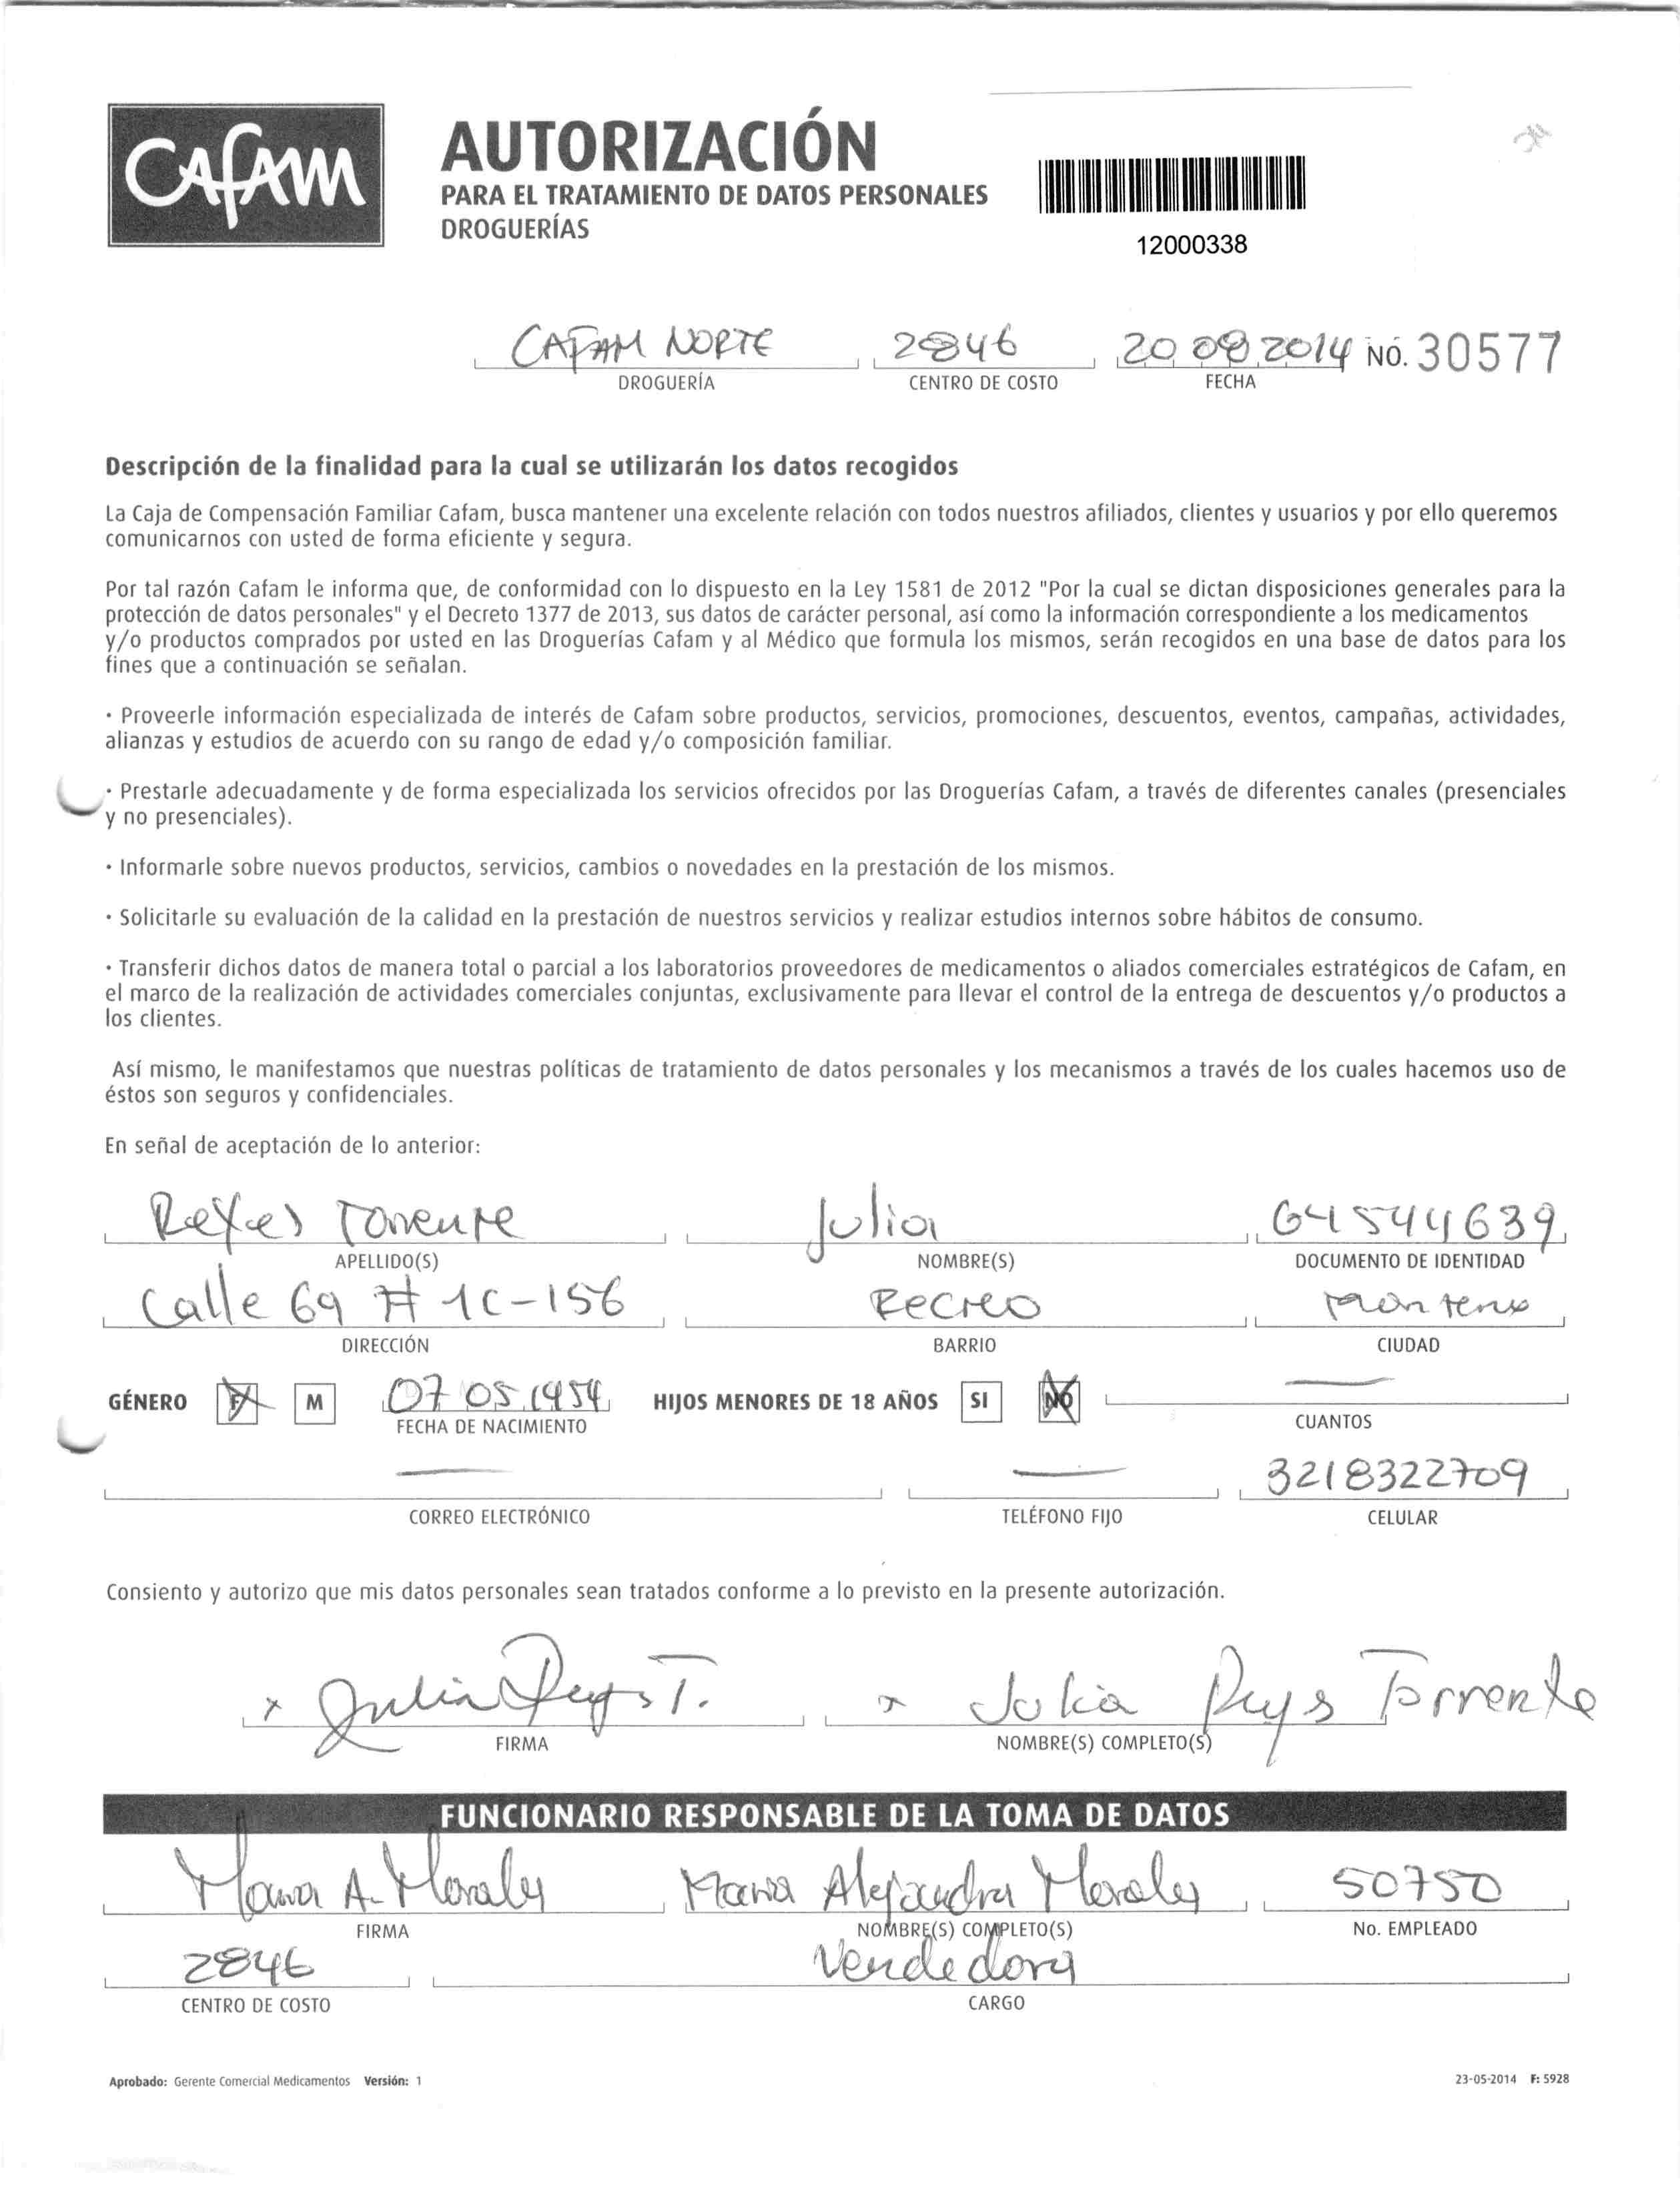 CAFAM
AUTORIZACIÓN
PARA EL TRATAMIENTO DE DATOS PERSONALES
DROGUERÍAS
12000338
CAFAM NORTE 2846 20 08 2014 NO. 30577
DROGUERÍA CENTRO DE COSTO FECHA
Descripción de la finalidad para la cual se utilizarán los datos recogidos
La Caja de Compensación Familiar Cafam, busca mantener una excelente relación con todos nuestros afiliados, clientes y usuarios y por ello queremos
comunicarnos con usted de forma eficiente y segura.
Por tal razón Cafam le informa que, de conformidad con lo dispuesto en la Ley 1581 de 2012 "Por la cual se dictan disposiciones generales para la
protección de datos personales" y el Decreto 1377 de 2013, sus datos de carácter personal, así como la información correspondiente a los medicamentos
y/o productos comprados por usted en las Droguerías Cafam y al Médico que formula los mismos, serán recogidos en una base de datos para los
fines que a continuación se señalan.
· Proveerle información especializada de interés de Cafam sobre productos, servicios, promociones, descuentos, eventos, campañas, actividades,
alianzas y estudios de acuerdo con su rango de edad y/o composición familiar.
· Prestarle adecuadamente y de forma especializada los servicios ofrecidos por las Droguerías Cafam, a través de diferentes canales (presenciales
y no presenciales).
· Informarle sobre nuevos productos, servicios, cambios o novedades en la prestación de los mismos.
· Solicitarle su evaluación de la calidad en la prestación de nuestros servicios y realizar estudios internos sobre hábitos de consumo.
· Transferir dichos datos de manera total o parcial a los laboratorios proveedores de medicamentos o aliados comerciales estratégicos de Cafam, en
el marco de la realización de actividades comerciales conjuntas, exclusivamente para llevar el control de la entrega de descuentos y/o productos a
los clientes.
Así mismo, le manifestamos que nuestras políticas de tratamiento de datos personales y los mecanismos a través de los cuales hacemos uso de
éstos son seguros y confidenciales.
En señal de aceptación de lo anterior:
Reyes Torrente Julia 64544639
APELLIDO(S) NOMBRE(S) DOCUMENTO DE IDENTIDAD
Calle 69 # 1C-156 Recreo
DIRECCIÓN BARRIO CIUDAD
GÉNERO F M 07 05 1954 HIJOS MENORES DE 18 AÑOS SI NO
FECHA DE NACIMIENTO CUANTOS
3218322709
CORREO ELECTRÓNICO TELÉFONO FIJO CELULAR
Consiento y autorizo que mis datos personales sean tratados conforme a lo previsto en la presente autorización.
x Julia Reys T. x Julia Reys Torrente
FIRMA NOMBRE(S) COMPLETO(S)
FUNCIONARIO RESPONSABLE DE LA TOMA DE DATOS
Maria A. Morales Maria Alejandra Morales 50750
FIRMA NOMBRE(S) COMPLETO(S) No. EMPLEADO
2846 Vendedora
CENTRO DE COSTO CARGO
Aprobado: Gerente Comercial Medicamentos Versión: 1 23-05-2014 F: 5928